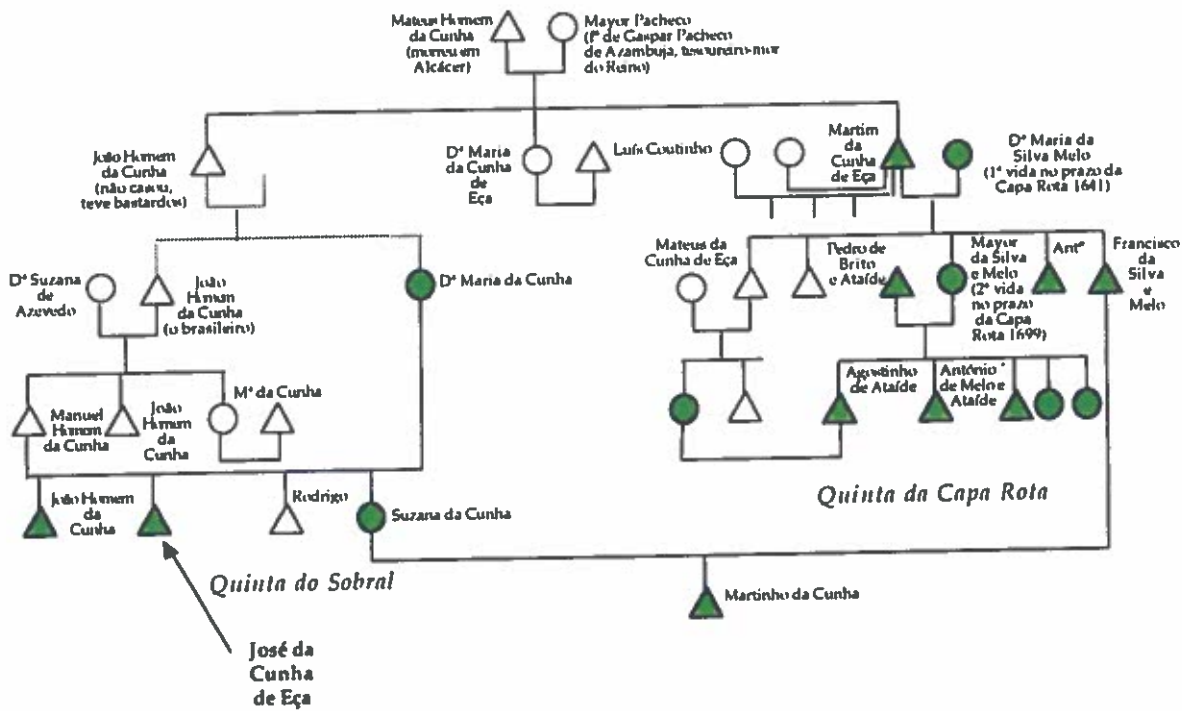 Mateus Homem
da Cunha
(morreu em
Alcácer)
Mayor Pacheco
(fª de Gaspar Pacheco
de Azambuja, tesoureiro-mor
do Reino)
João Homem
da Cunha
(não casou,
teve bastardos)
Dª Maria
da Cunha
de
Eça
Luís Coutinho
Martim
da
Cunha
de Eça
Dª Maria da
Silva Melo
(1ª vida no prazo da
Capa Rota 1641)
Dª Suzana
de
Azevedo
João
Homem
da Cunha
(o brasileiro)
Dª Maria da Cunha
Mateus da
Cunha de Eça
Pedro de
Brito
e Ataíde
Mayor
da Silva
e Melo
(2ª vida
no prazo
da Capa
Rota 1699)
Antº
Francisco
da
Silva
e
Melo
Manuel
Homem
da Cunha
João
Homem
da
Cunha
Mª da Cunha
Agostinho
de Ataíde
António
de Melo e
Ataíde
João Homem
da
Cunha
Rodrigo
Suzana da Cunha
Quinta da Capa Rota
Quinta do Sobral
Martinho da Cunha
José da
Cunha
de Eça